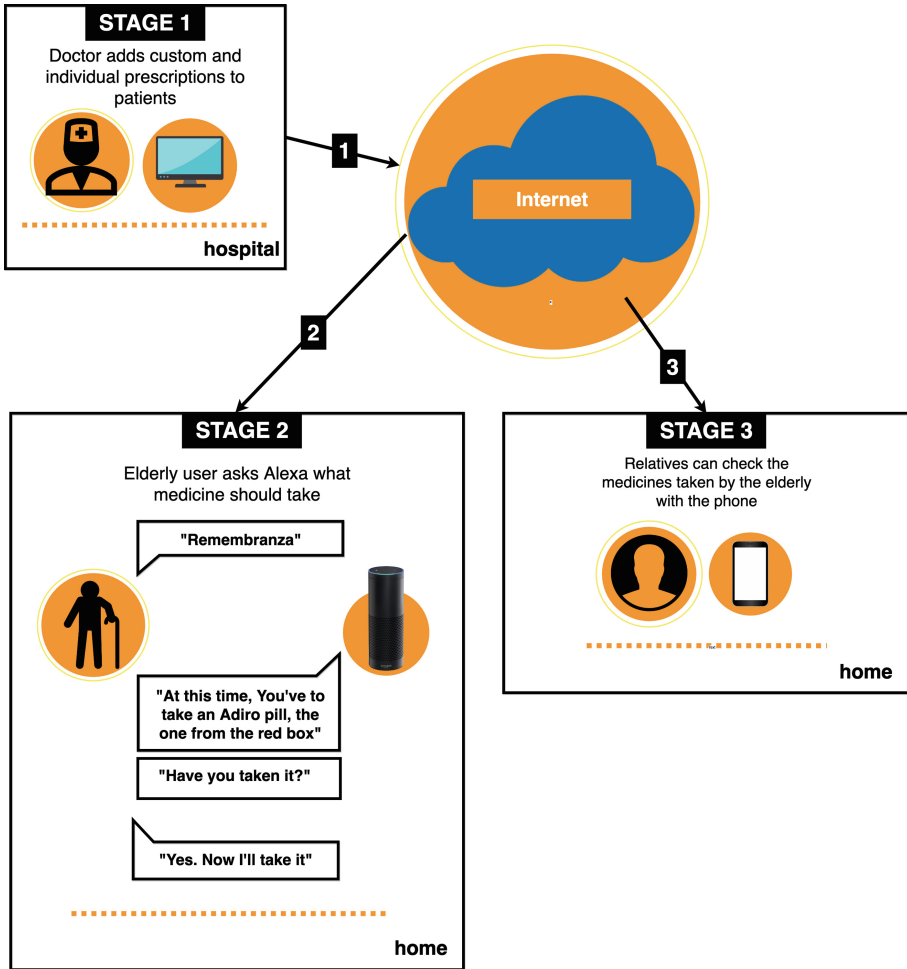 STAGE 1
Doctor adds custom and
individual prescriptions to
patients
hospital
1
Internet
2
3
STAGE 2
Elderly user asks Alexa what
medicine should take
"Remembranza"
"At this time, You've to
take an Adiro pill, the
one from the red box"
"Have you taken it?"
"Yes. Now I'll take it"
home
STAGE 3
Relatives can check the
medicines taken by the elderly
with the phone
home